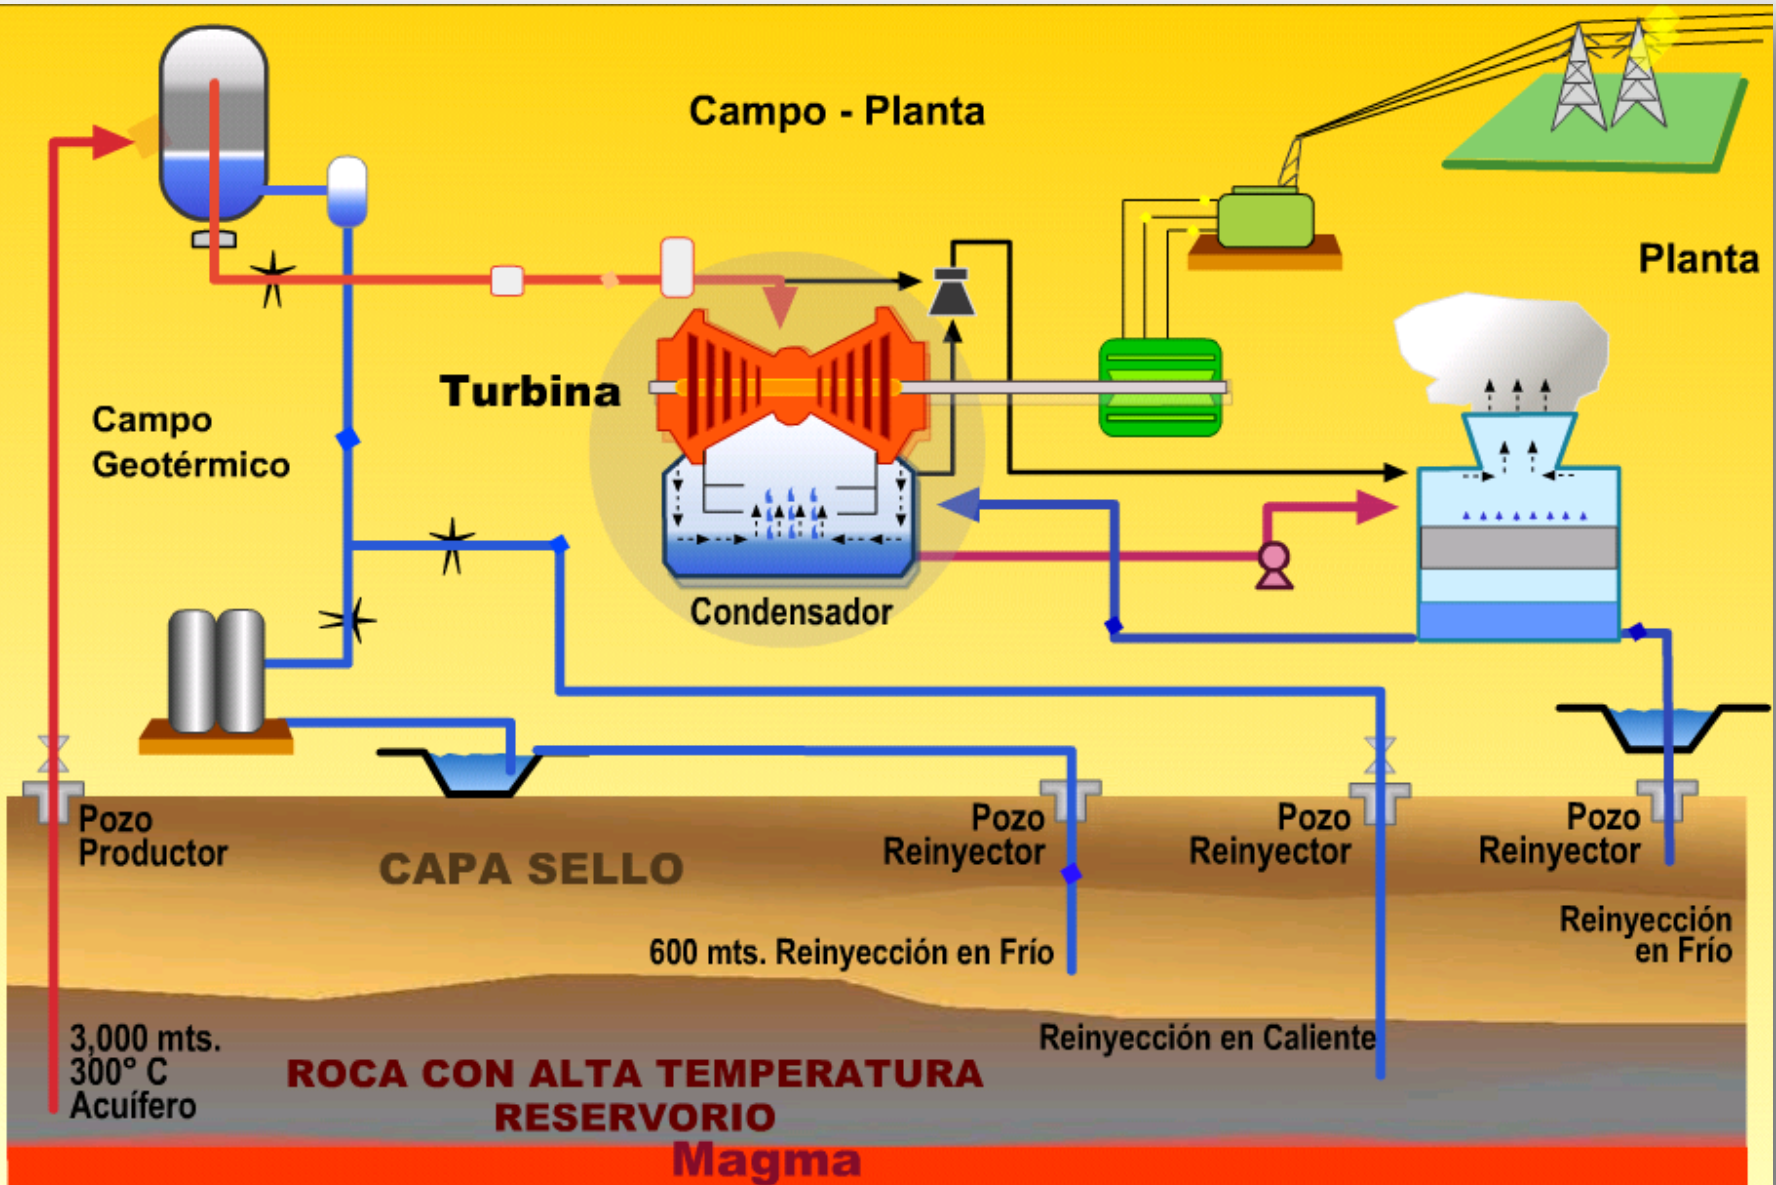 Campo - Planta
Planta
Turbina
Campo
Geotérmico
Condensador
Pozo
Productor
CAPA SELLO
Pozo
Reinyector
Pozo
Reinyector
Pozo
Reinyector
600 mts. Reinyección en Frío
Reinyección
en Frío
Reinyección en Caliente
3,000 mts.
300° C
Acuífero
ROCA CON ALTA TEMPERATURA
RESERVORIO
Magma